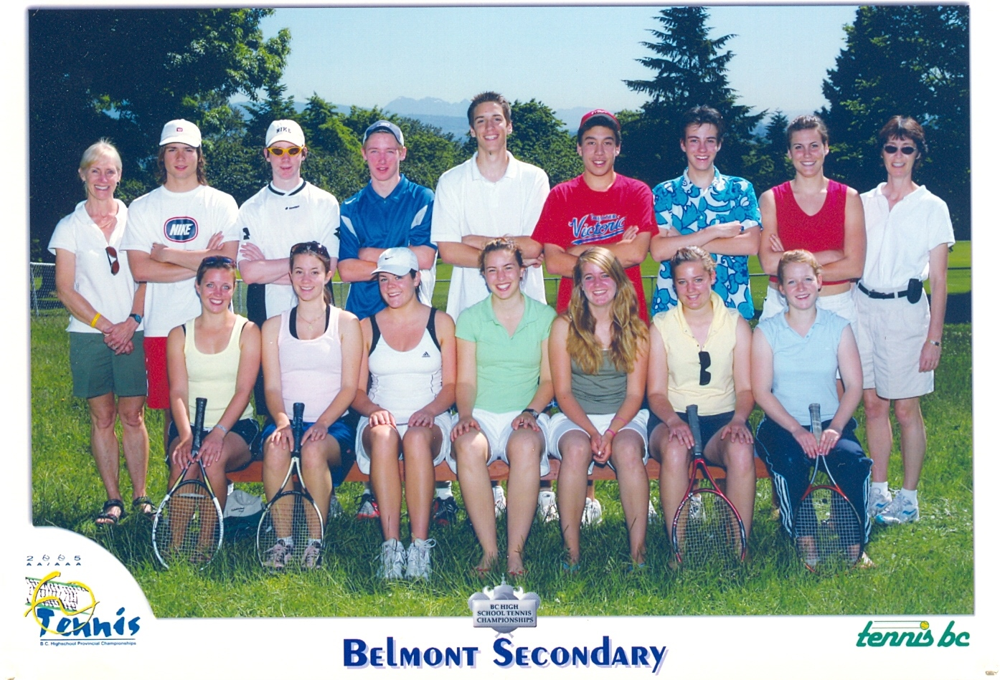 NIKE
NIKE
Victoria
adidas
2005
AA/AAA
Tennis
B.C. Highschool Provincial Championships
BC HIGH
SCHOOL TENNIS
CHAMPIONSHIPS
Belmont Secondary
tennis bc